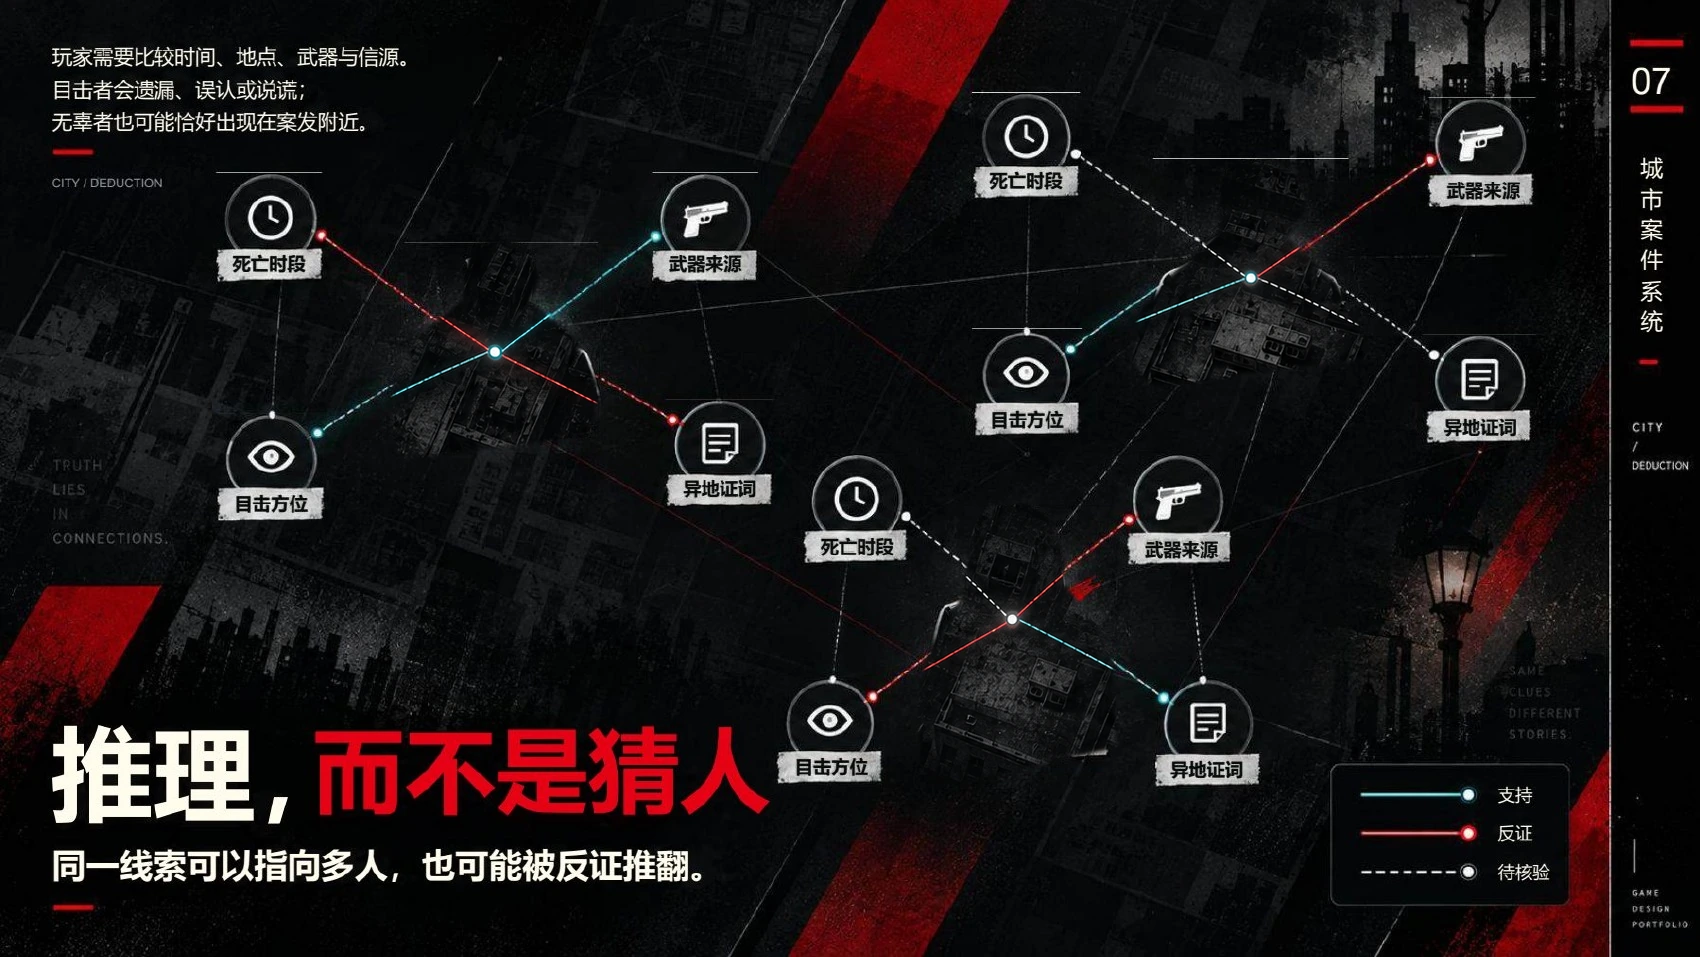 玩家需要比较时间、地点、武器与信源。
目击者会遗漏、误认或说谎；
无辜者也可能恰好出现在案发附近。
CITY / DEDUCTION
死亡时段
武器来源
目击方位
异地证词
TRUTH
LIES
IN
CONNECTIONS.
死亡时段
武器来源
目击方位
异地证词
死亡时段
武器来源
目击方位
异地证词
推理，而不是猜人
同一线索可以指向多人，也可能被反证推翻。
SAME
CLUES
DIFFERENT
STORIES.
支持
反证
待核验
07
城市案件系统
CITY
/
DEDUCTION
GAME
DESIGN
PORTFOLIO